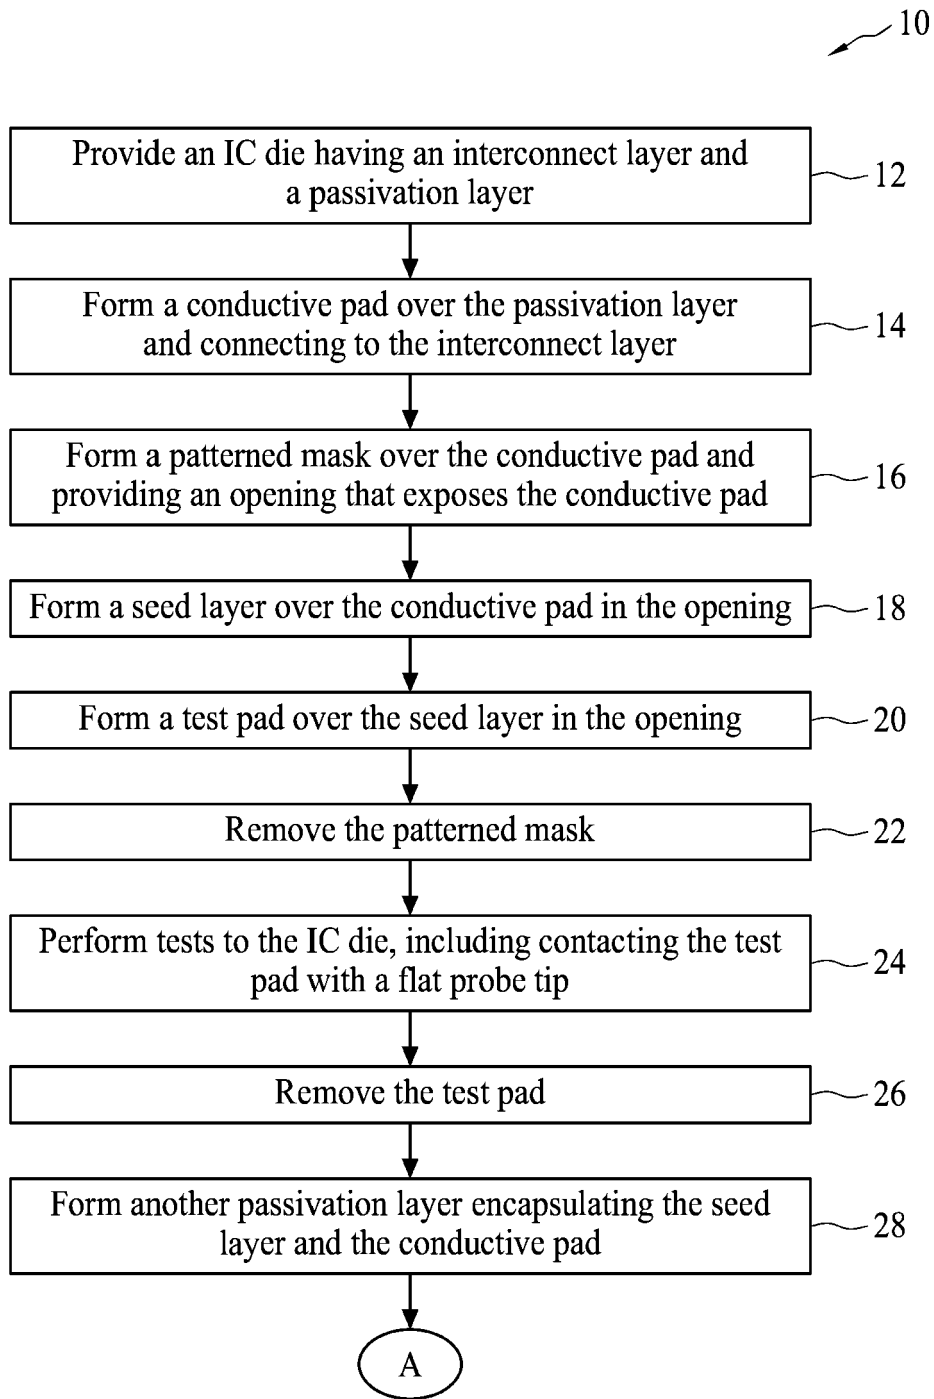 10
Provide an IC die having an interconnect layer and
a passivation layer
12
Form a conductive pad over the passivation layer
and connecting to the interconnect layer
14
Form a patterned mask over the conductive pad and
providing an opening that exposes the conductive pad
16
Form a seed layer over the conductive pad in the opening
18
Form a test pad over the seed layer in the opening
20
Remove the patterned mask
22
Perform tests to the IC die, including contacting the test
pad with a flat probe tip
24
Remove the test pad
26
Form another passivation layer encapsulating the seed
layer and the conductive pad
28
A